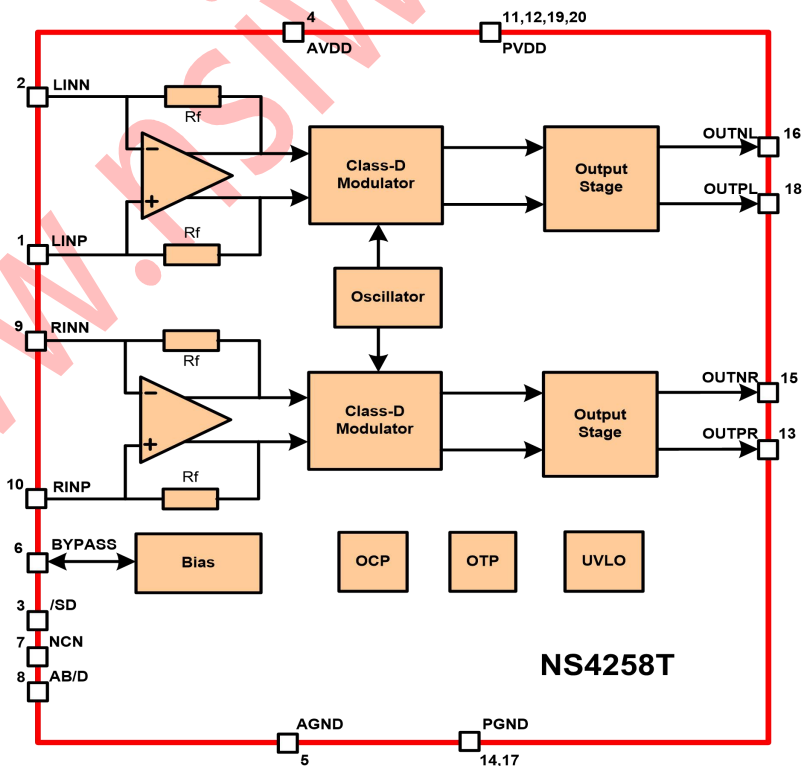 4
11,12,19,20
AVDD
PVDD
2
LINN
Rf
Class-D
Modulator
Output
Stage
OUTNL
16
OUTPL
18
1
LINP
Rf
Oscillator
9
RINN
Rf
Class-D
Modulator
Output
Stage
OUTNR
15
OUTPR
13
10
RINP
Rf
6
BYPASS
Bias
OCP
OTP
UVLO
3
/SD
7
NCN
8
AB/D
NS4258T
AGND
PGND
5
14.17
w.nsiw